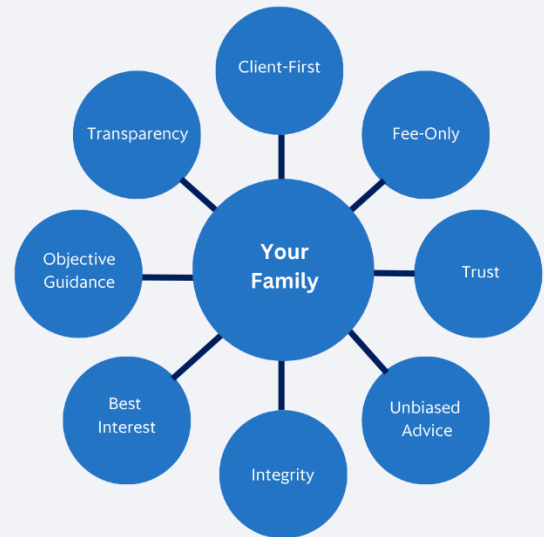 Client-First
Transparency
Fee-Only
Your
Family
Objective
Guidance
Trust
Best
Interest
Unbiased
Advice
Integrity